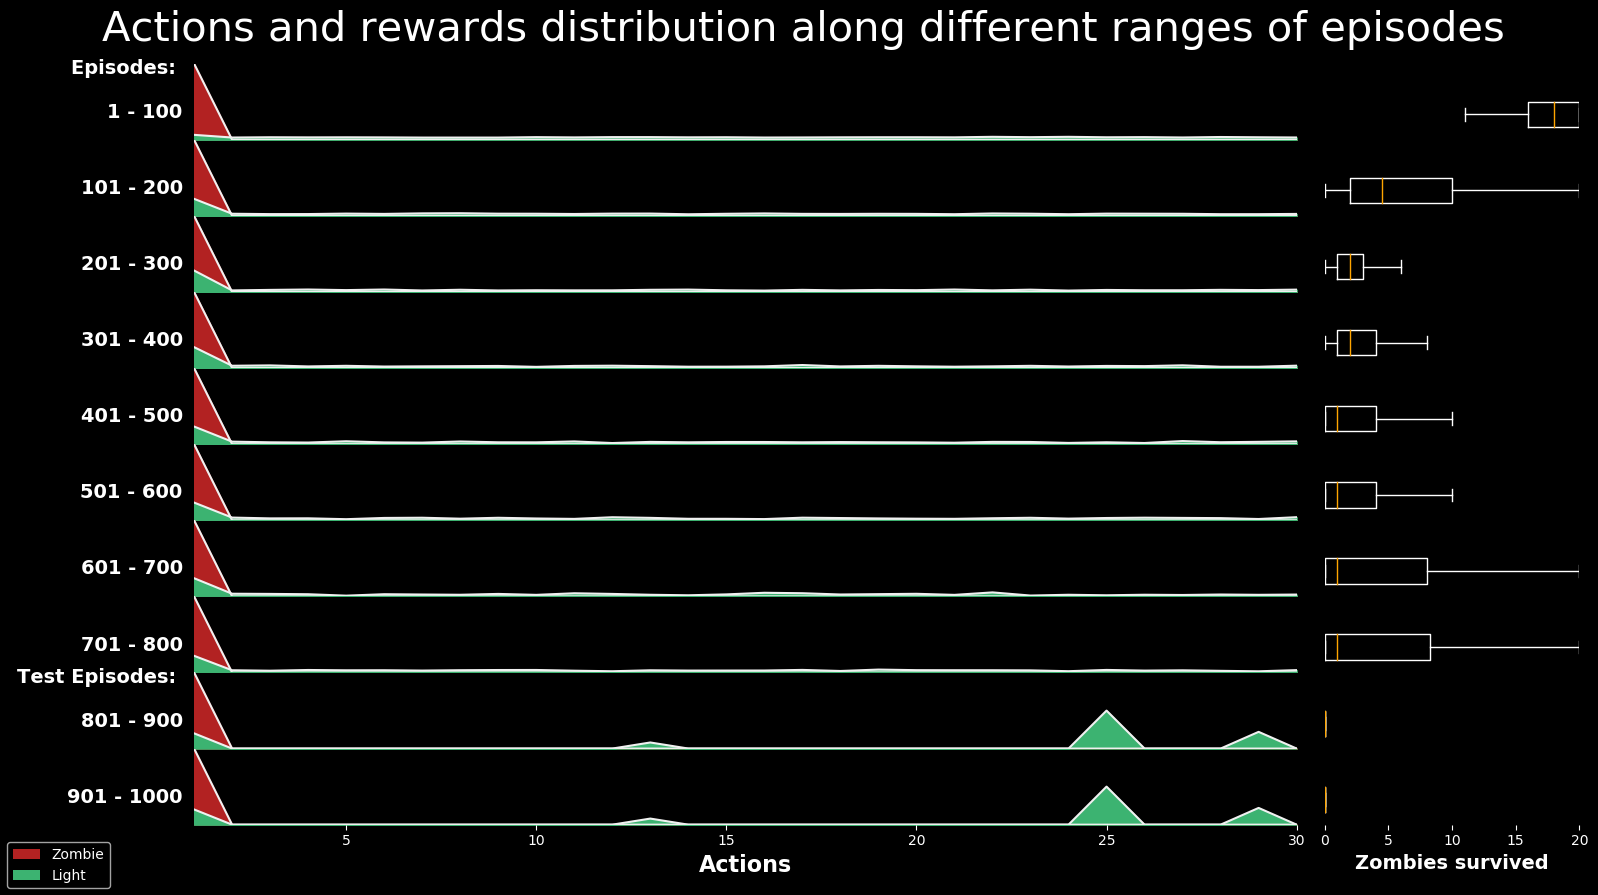 Actions and rewards distribution along different ranges of episodes
Episodes:
1 - 100
101 - 200
201 - 300
301 - 400
401 - 500
501 - 600
601 - 700
701 - 800
Test Episodes:
801 - 900
901 - 1000
5 10 15 20 25 30
Actions
0 5 10 15 20
Zombies survived
Zombie
Light